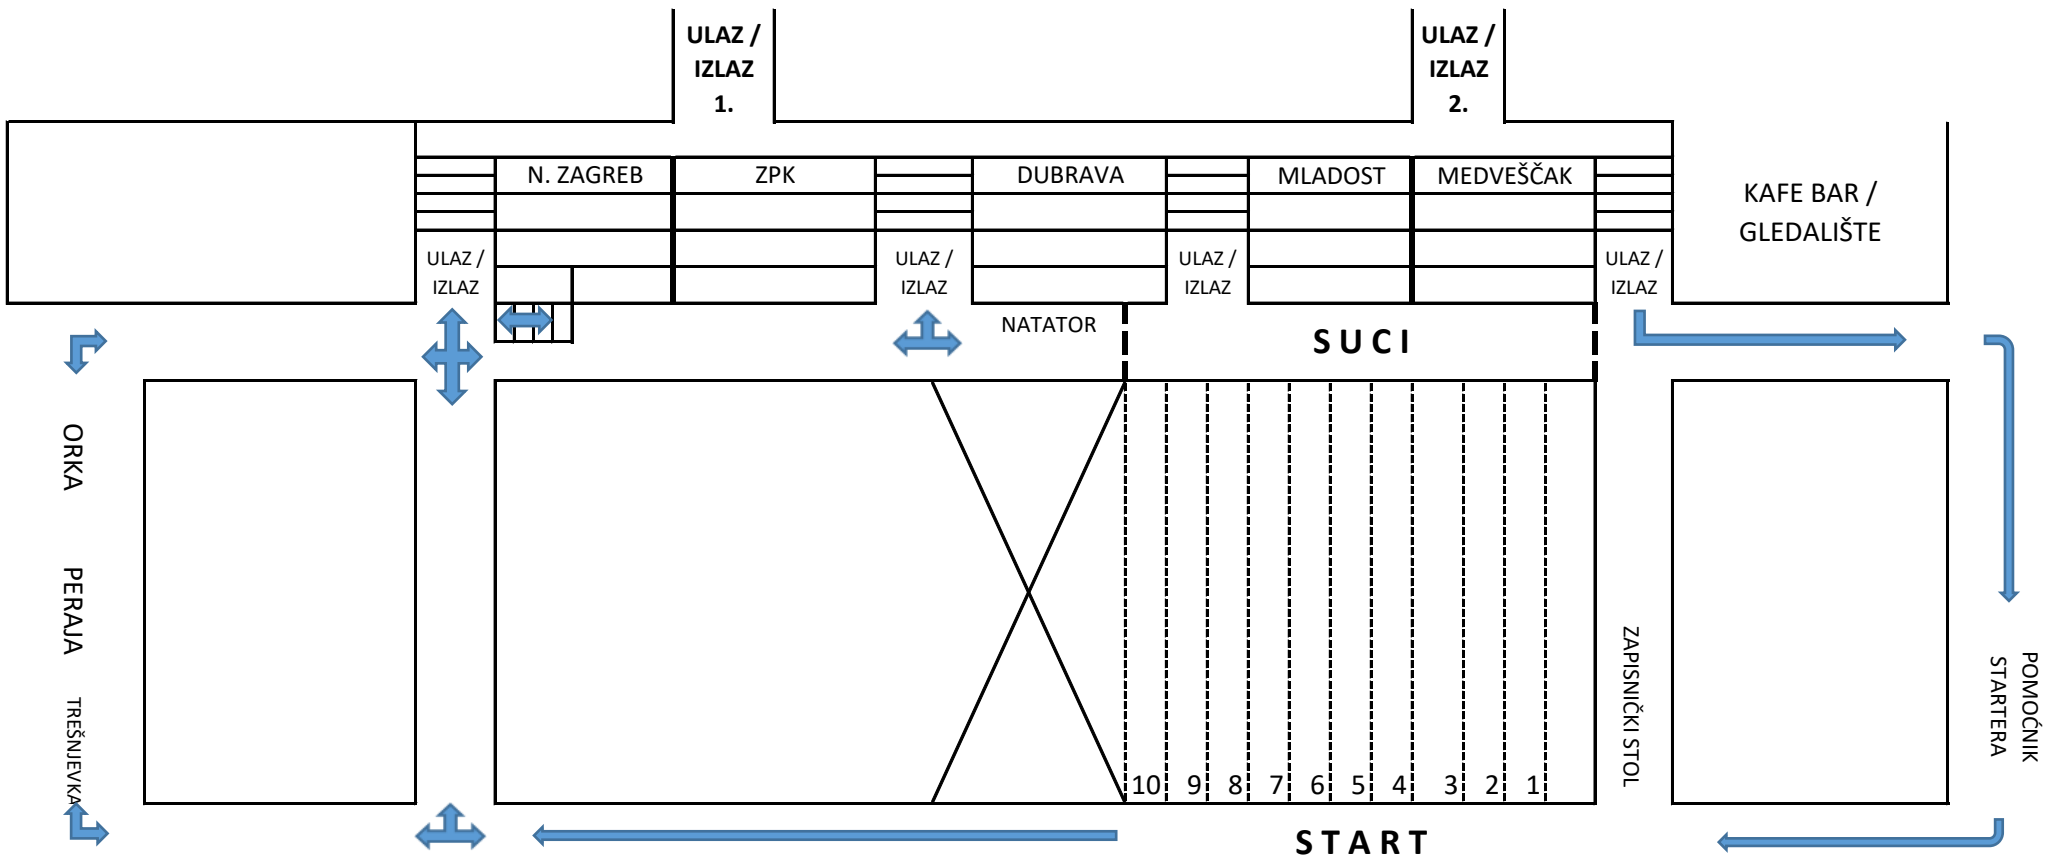 ULAZ /
IZLAZ
1.
ULAZ /
IZLAZ
2.
N. ZAGREB
ZPK
DUBRAVA
MLADOST
MEDVEŠČAK
KAFE BAR /
GLEDALIŠTE
ULAZ /
IZLAZ
ULAZ /
IZLAZ
ULAZ /
IZLAZ
ULAZ /
IZLAZ
NATATOR
S U C I
ORKA
PERAJA
TREŠNJEVKA
10 9 8 7 6 5 4 3 2 1
ZAPISNIČKI STOL
POMOĆNIK
STARTERA
S T A R T